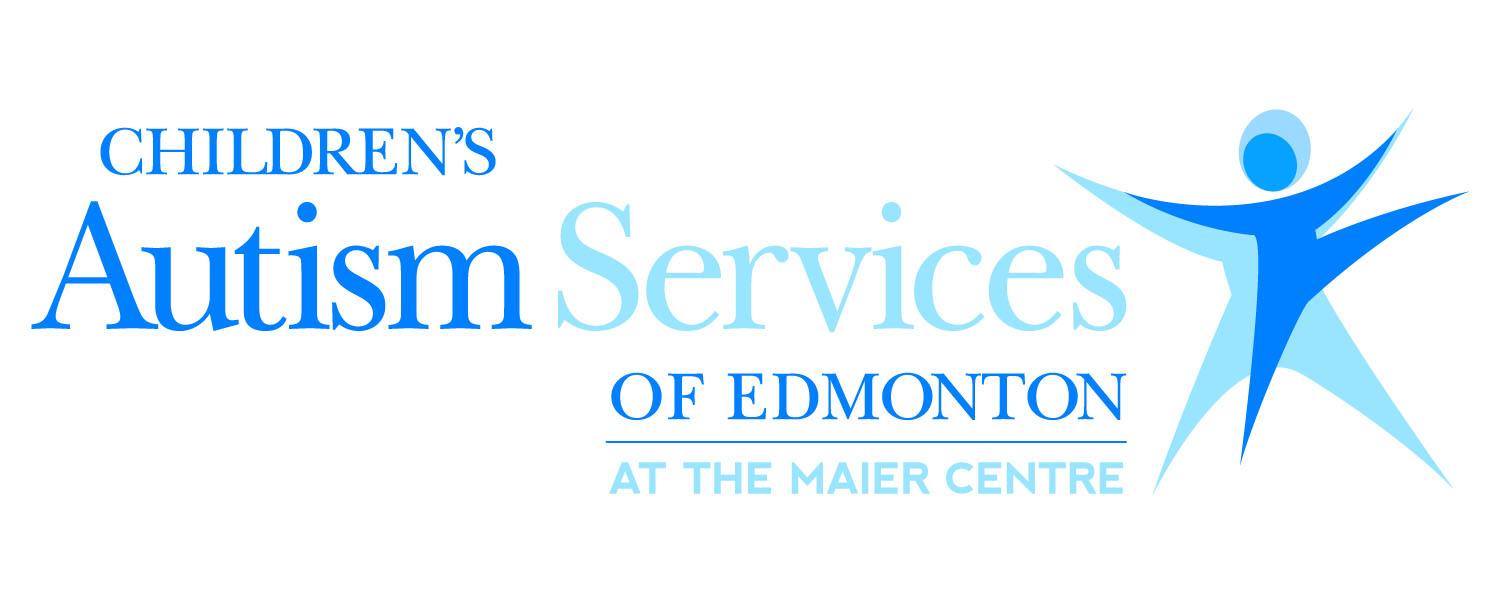 CHILDREN'S
Autism Services
OF EDMONTON
AT THE MAIER CENTRE